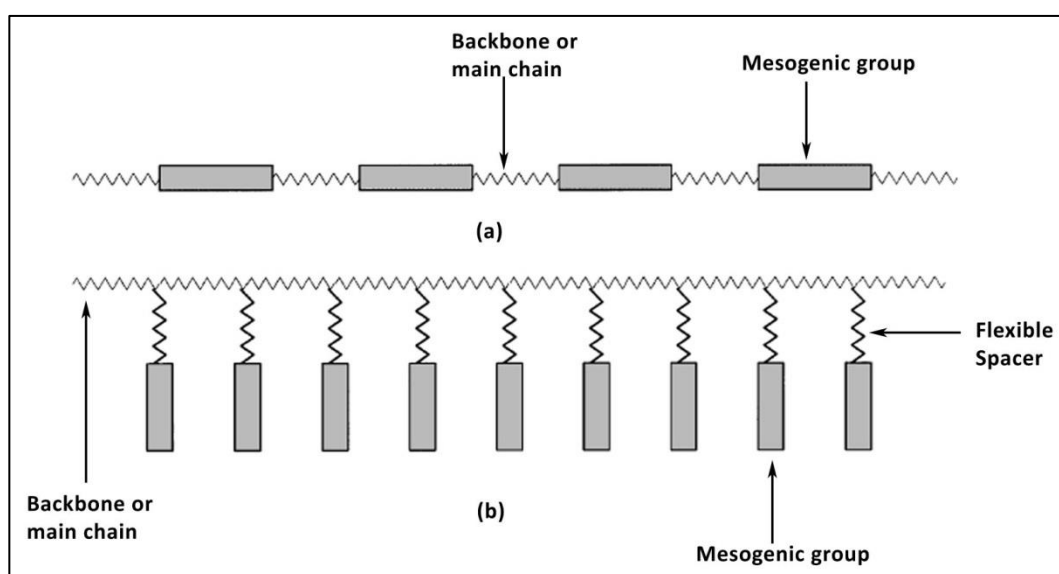 Backbone or
main chain
Mesogenic group
(a)
Flexible
Spacer
Backbone or
main chain
(b)
Mesogenic group